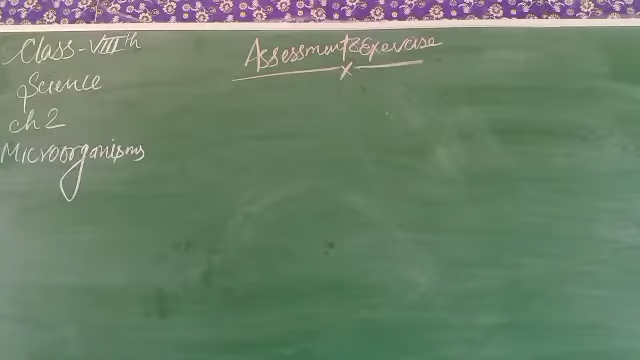 Class-VIIIth
Assessment&Exercise
Science
Ch 2
Microorganisms